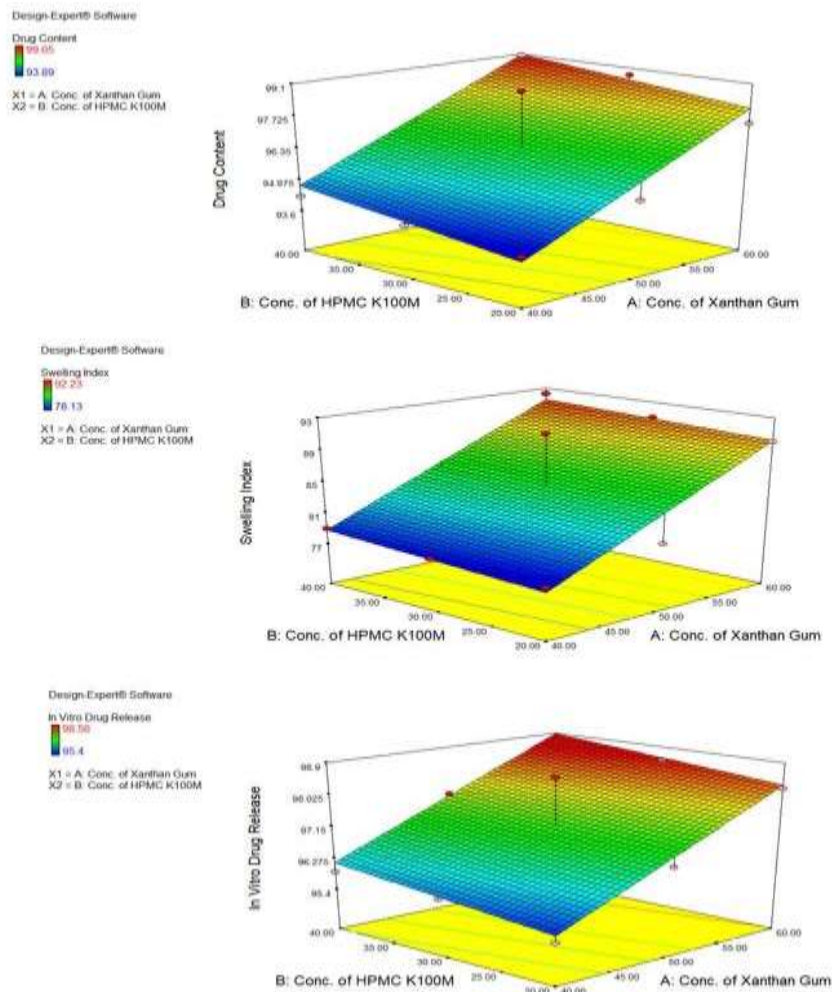 Design-Expert® Software
Drug Content
99.05
93.89
X1 = A: Conc. of Xanthan Gum
X2 = B: Conc. of HPMC K100M
99.1
97.725
96.35
94.975
93.6
Drug Content
40.00
35.00
30.00
25.00
20.00
40.00
45.00
50.00
55.00
60.00
B: Conc. of HPMC K100M
A: Conc. of Xanthan Gum
Design-Expert® Software
Swelling Index
92.23
76.13
X1 = A: Conc. of Xanthan Gum
X2 = B: Conc. of HPMC K100M
93
89
85
81
77
Swelling Index
40.00
35.00
30.00
25.00
20.00
40.00
45.00
50.00
55.00
60.00
B: Conc. of HPMC K100M
A: Conc. of Xanthan Gum
Design-Expert® Software
In Vitro Drug Release
95.4
X1 = A: Conc. of Xanthan Gum
X2 = B: Conc. of HPMC K100M
98.9
98.025
97.15
96.275
95.4
In Vitro Drug Release
40.00
35.00
30.00
25.00
20.00
40.00
45.00
50.00
55.00
60.00
B: Conc. of HPMC K100M
A: Conc. of Xanthan Gum